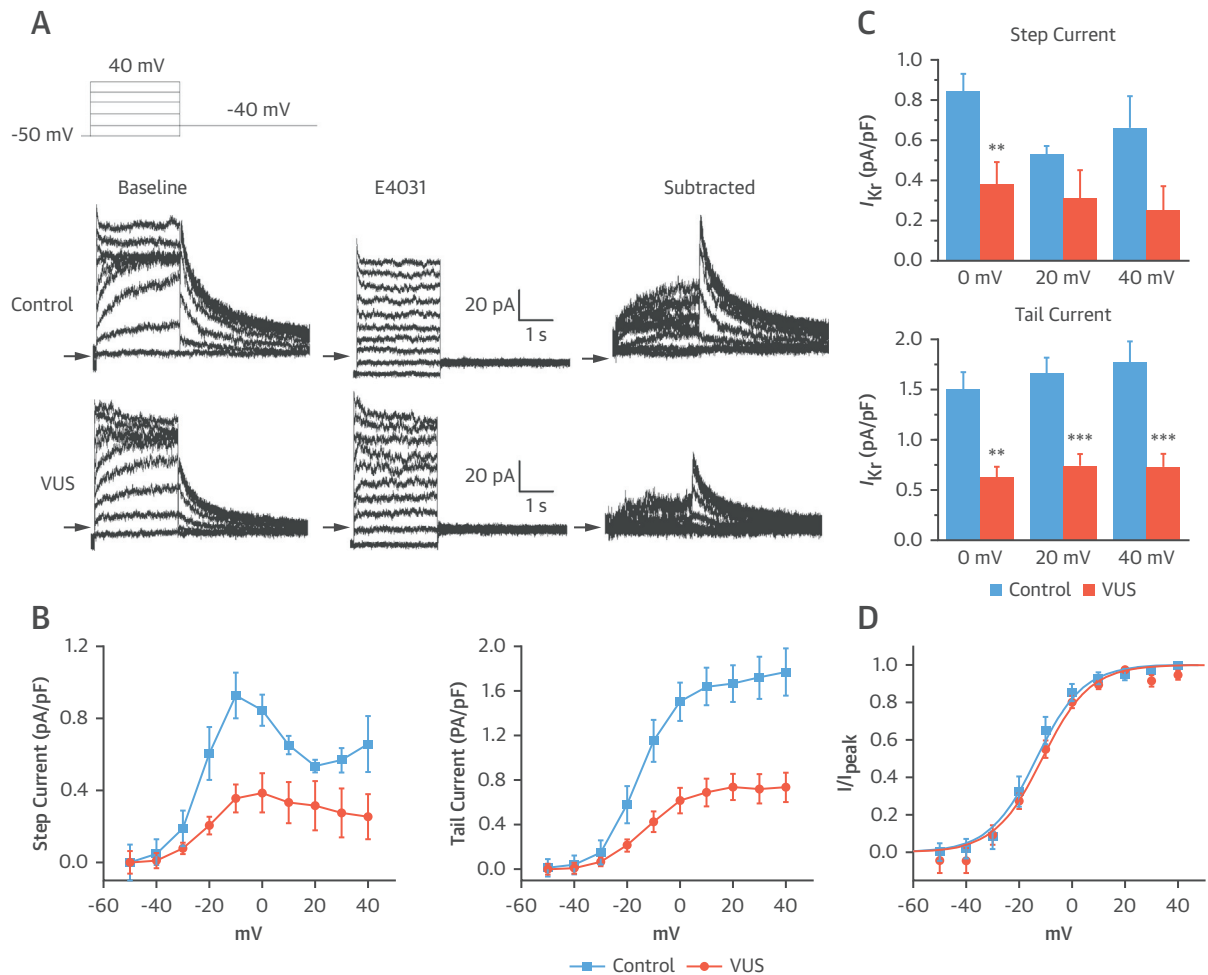 A
40 mV
-40 mV
-50 mV
Baseline
E4031
Subtracted
Control
20 pA
1 s
VUS
20 pA
1 s
C
Step Current
1.0
0.8
0.6
0.4
0.2
0.0
IKr (pA/pF)
**
0 mV
20 mV
40 mV
Tail Current
2.0
1.5
1.0
0.5
0.0
IKr (pA/pF)
**
***
***
0 mV
20 mV
40 mV
Control
VUS
B
1.2
0.8
0.4
0.0
Step Current (pA/pF)
-60
-40
-20
0
20
40
mV
2.0
1.6
1.2
0.8
0.4
0.0
Tail Current (PA/pF)
-60
-40
-20
0
20
40
mV
Control
VUS
D
1.0
0.8
0.6
0.4
0.2
0.0
I/Ipeak
-60
-40
-20
0
20
40
mV